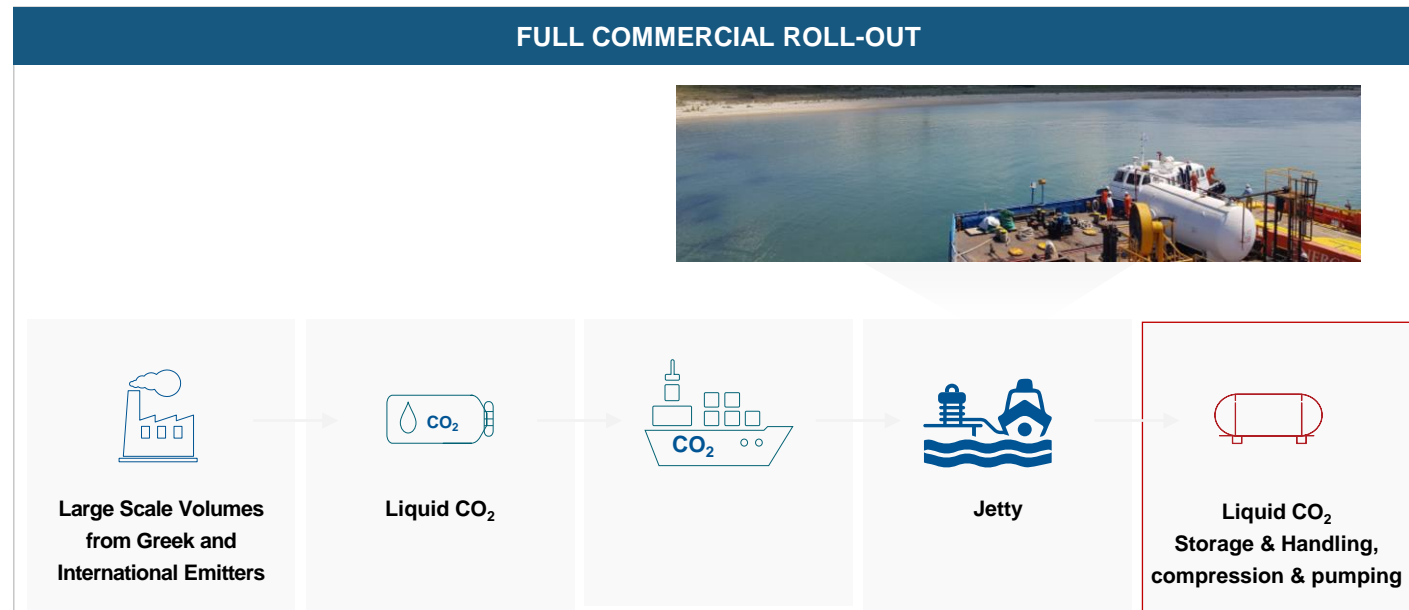 FULL COMMERCIAL ROLL-OUT
CO₂
CO₂
Large Scale Volumes
from Greek and
International Emitters
Liquid CO₂
Jetty
Liquid CO₂
Storage & Handling,
compression & pumping